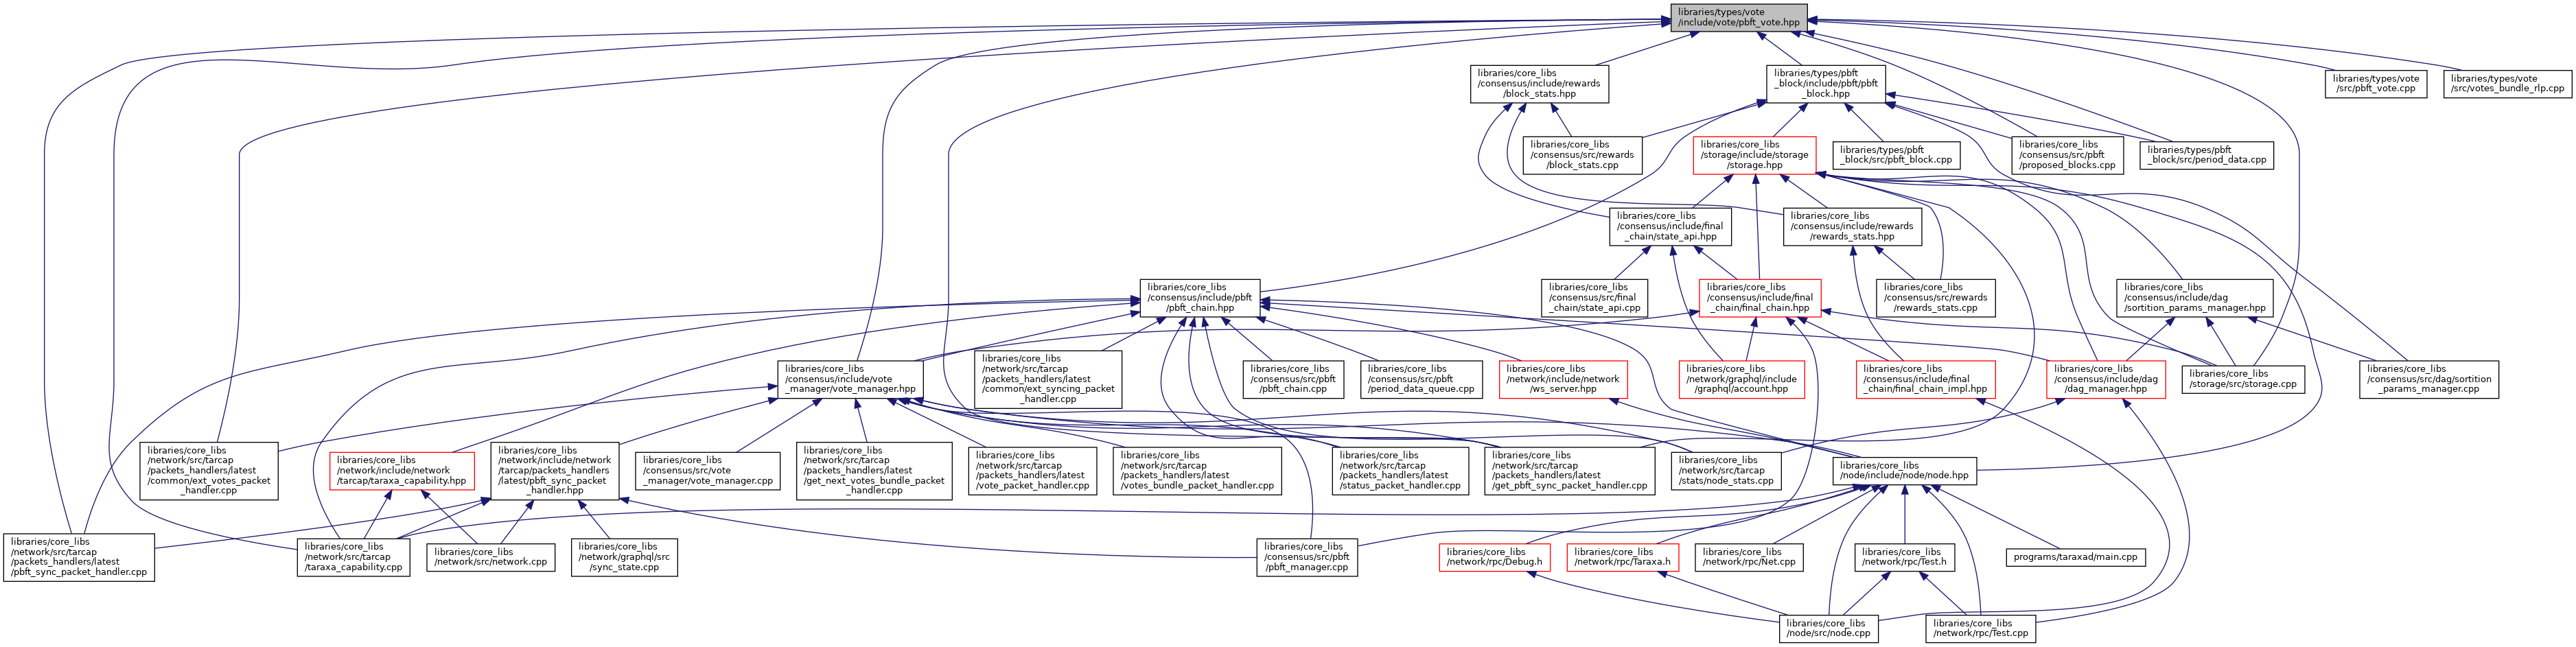 libraries/types/vote
/include/vote/pbft_vote.hpp
libraries/core_libs
/consensus/include/rewards
/block_stats.hpp
libraries/types/pbft
_block/include/pbft/pbft
_block.hpp
libraries/types/vote
/src/pbft_vote.cpp
libraries/types/vote
/src/votes_bundle_rlp.cpp
libraries/core_libs
/consensus/src/rewards
/block_stats.cpp
libraries/core_libs
/storage/include/storage
/storage.hpp
libraries/types/pbft
_block/src/pbft_block.cpp
libraries/core_libs
/consensus/src/pbft
/proposed_blocks.cpp
libraries/types/pbft
_block/src/period_data.cpp
libraries/core_libs
/consensus/include/final
_chain/state_api.hpp
libraries/core_libs
/consensus/include/rewards
/rewards_stats.hpp
libraries/core_libs
/consensus/include/pbft
/pbft_chain.hpp
libraries/core_libs
/consensus/src/final
_chain/state_api.cpp
libraries/core_libs
/consensus/include/final
_chain/final_chain.hpp
libraries/core_libs
/consensus/src/rewards
/rewards_stats.cpp
libraries/core_libs
/consensus/include/dag
/sortition_params_manager.hpp
libraries/core_libs
/consensus/include/vote
_manager/vote_manager.hpp
libraries/core_libs
/network/src/tarcap
/packets_handlers/latest
/common/ext_syncing_packet
_handler.cpp
libraries/core_libs
/consensus/src/pbft
/pbft_chain.cpp
libraries/core_libs
/consensus/src/pbft
/period_data_queue.cpp
libraries/core_libs
/network/include/network
/ws_server.hpp
libraries/core_libs
/network/graphql/include
/graphql/account.hpp
libraries/core_libs
/consensus/include/final
_chain/final_chain_impl.hpp
libraries/core_libs
/consensus/include/dag
/dag_manager.hpp
libraries/core_libs
/storage/src/storage.cpp
libraries/core_libs
/consensus/src/dag/sortition
_params_manager.cpp
libraries/core_libs
/network/src/tarcap
/packets_handlers/latest
/common/ext_votes_packet
_handler.cpp
libraries/core_libs
/network/include/network
/tarcap/taraxa_capability.hpp
libraries/core_libs
/network/include/network
/tarcap/packets_handlers
/latest/pbft_sync_packet
_handler.hpp
libraries/core_libs
/consensus/src/vote
_manager/vote_manager.cpp
libraries/core_libs
/network/src/tarcap
/packets_handlers/latest
/get_next_votes_bundle_packet
_handler.cpp
libraries/core_libs
/network/src/tarcap
/packets_handlers/latest
/vote_packet_handler.cpp
libraries/core_libs
/network/src/tarcap
/packets_handlers/latest
/votes_bundle_packet_handler.cpp
libraries/core_libs
/network/src/tarcap
/packets_handlers/latest
/status_packet_handler.cpp
libraries/core_libs
/network/src/tarcap
/packets_handlers/latest
/get_pbft_sync_packet_handler.cpp
libraries/core_libs
/network/src/tarcap
/stats/node_stats.cpp
libraries/core_libs
/node/include/node/node.hpp
libraries/core_libs
/network/src/tarcap
/packets_handlers/latest
/pbft_sync_packet_handler.cpp
libraries/core_libs
/network/src/tarcap
/taraxa_capability.cpp
libraries/core_libs
/network/src/network.cpp
libraries/core_libs
/network/graphql/src
/sync_state.cpp
libraries/core_libs
/consensus/src/pbft
/pbft_manager.cpp
libraries/core_libs
/network/rpc/Debug.h
libraries/core_libs
/network/rpc/Taraxa.h
libraries/core_libs
/network/rpc/Net.cpp
libraries/core_libs
/network/rpc/Test.h
programs/taraxad/main.cpp
libraries/core_libs
/node/src/node.cpp
libraries/core_libs
/network/rpc/Test.cpp